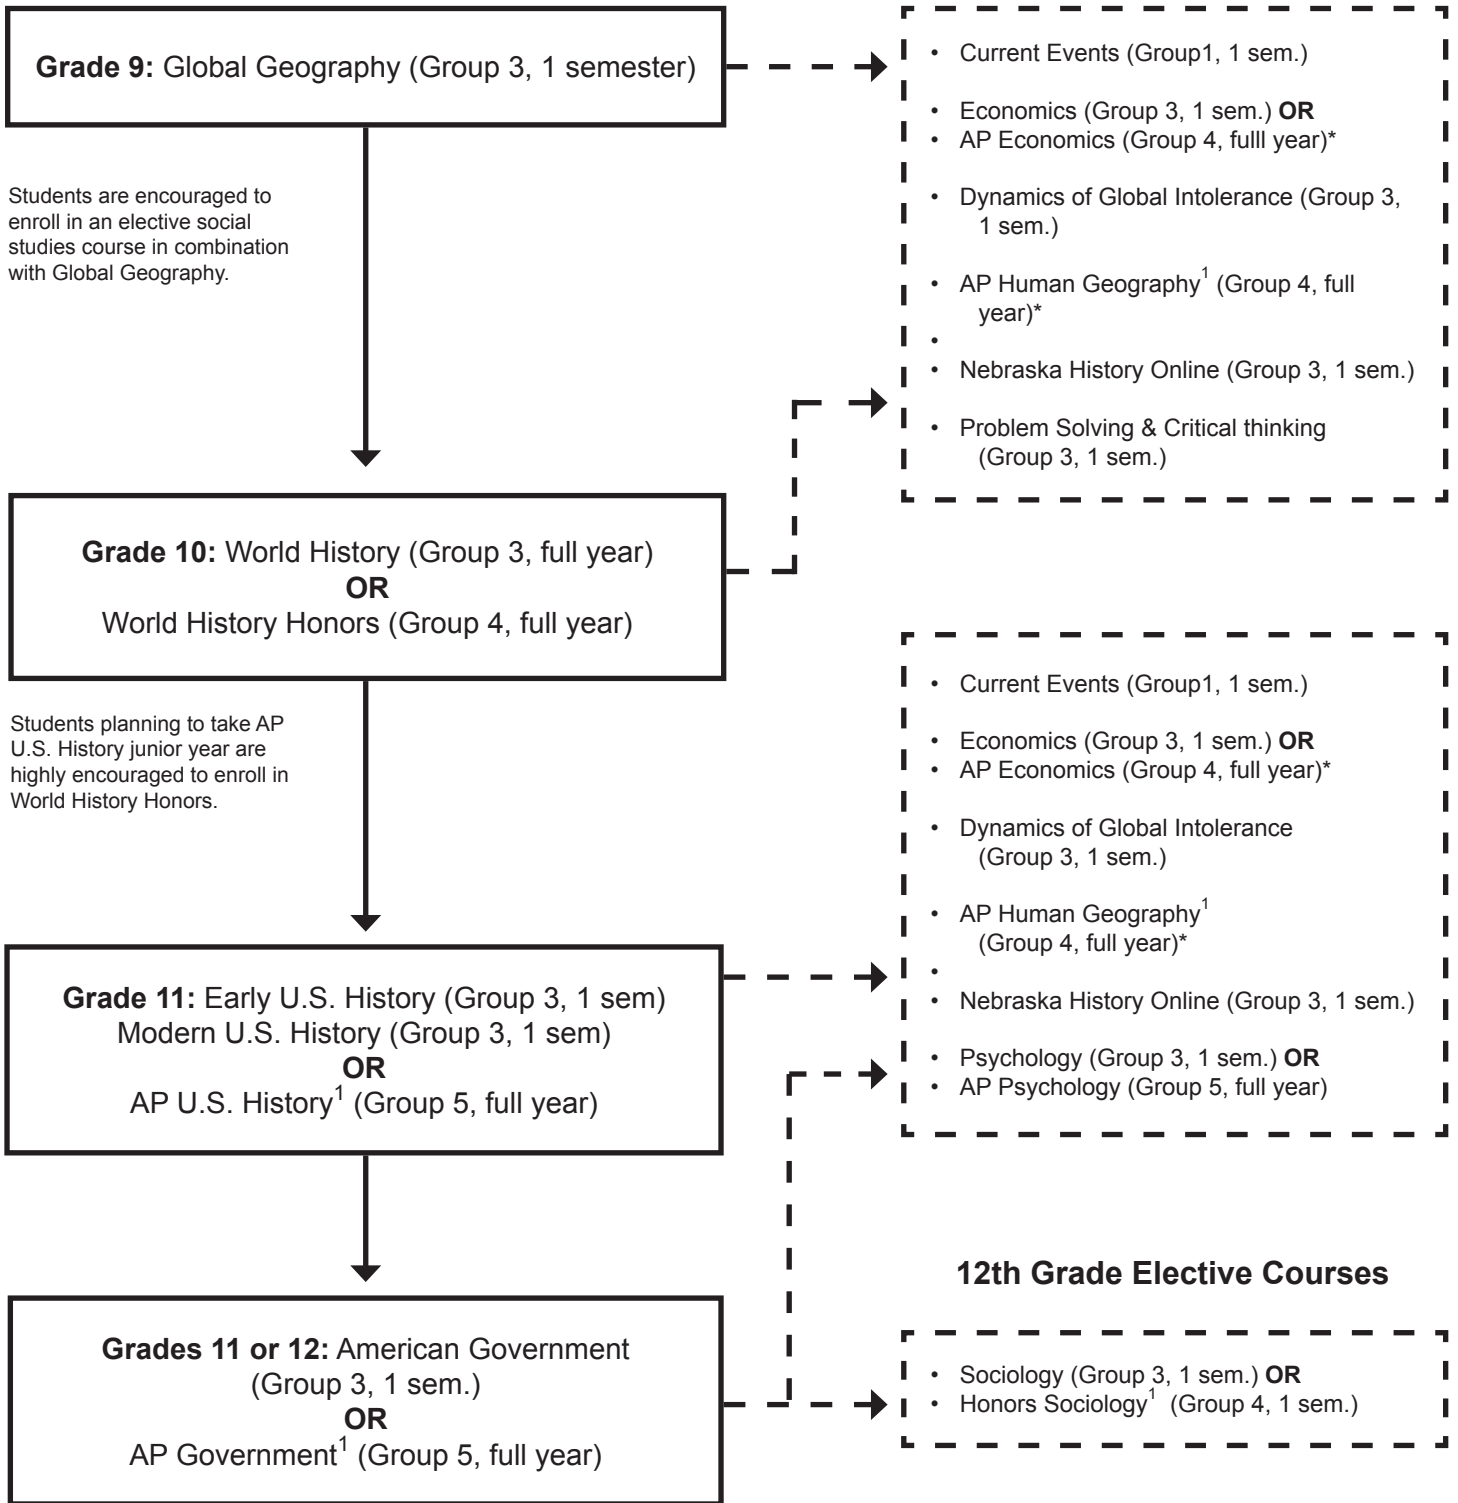 Grade 9: Global Geography (Group 3, 1 semester)
Students are encouraged to
enroll in an elective social
studies course in combination
with Global Geography.
• Current Events (Group1, 1 sem.)
• Economics (Group 3, 1 sem.) OR
• AP Economics (Group 4, fulll year)*
• Dynamics of Global Intolerance (Group 3,
1 sem.)
• AP Human Geography¹ (Group 4, full
year)*
•
• Nebraska History Online (Group 3, 1 sem.)
• Problem Solving & Critical thinking
(Group 3, 1 sem.)
Grade 10: World History (Group 3, full year)
OR
World History Honors (Group 4, full year)
Students planning to take AP
U.S. History junior year are
highly encouraged to enroll in
World History Honors.
• Current Events (Group1, 1 sem.)
• Economics (Group 3, 1 sem.) OR
• AP Economics (Group 4, full year)*
• Dynamics of Global Intolerance
(Group 3, 1 sem.)
• AP Human Geography¹
(Group 4, full year)*
•
• Nebraska History Online (Group 3, 1 sem.)
• Psychology (Group 3, 1 sem.) OR
• AP Psychology (Group 5, full year)
Grade 11: Early U.S. History (Group 3, 1 sem)
Modern U.S. History (Group 3, 1 sem)
OR
AP U.S. History¹ (Group 5, full year)
Grades 11 or 12: American Government
(Group 3, 1 sem.)
OR
AP Government¹ (Group 5, full year)
12th Grade Elective Courses
• Sociology (Group 3, 1 sem.) OR
• Honors Sociology¹ (Group 4, 1 sem.)